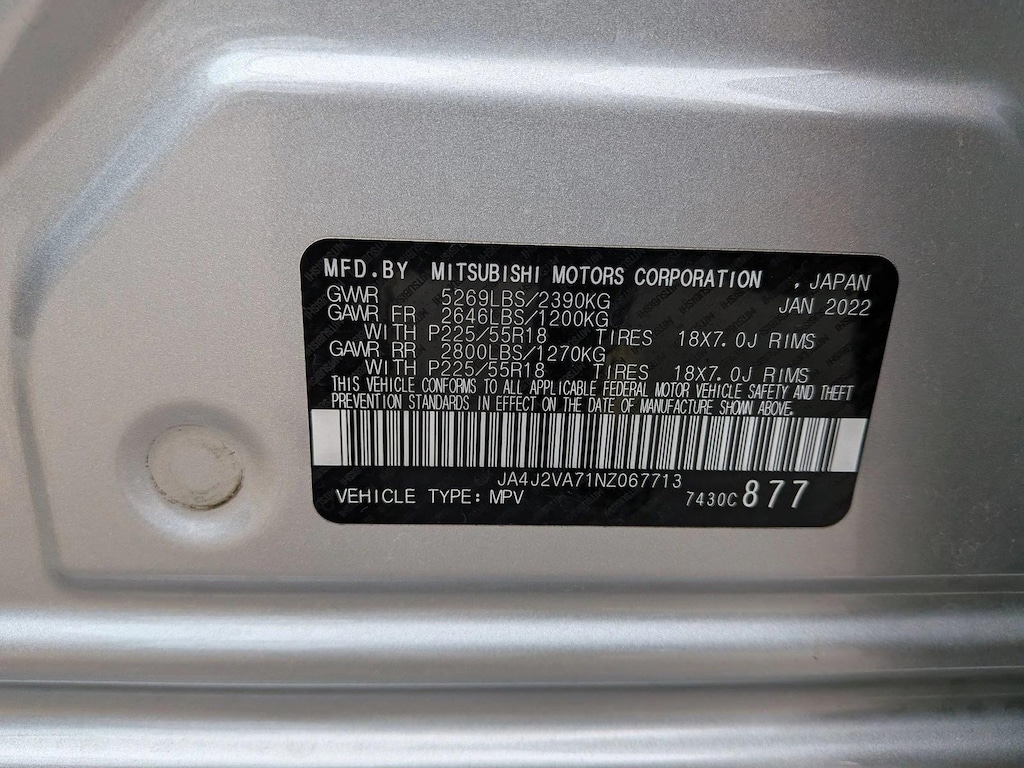 MFD.BY MITSUBISHI MOTORS CORPORATION , JAPAN
GVWR 5269LBS/2390KG JAN 2022
GAWR FR 2646LBS/1200KG
WITH P225/55R18 TIRES 18X7.0J RIMS
GAWR RR 2800LBS/1270KG
WITH P225/55R18 TIRES 18X7.0J RIMS
THIS VEHICLE CONFORMS TO ALL APPLICABLE FEDERAL MOTOR VEHICLE SAFETY AND THEFT
PREVENTION STANDARDS IN EFFECT ON THE DATE OF MANUFACTURE SHOWN ABOVE.
JA4J2VA71NZ067713
VEHICLE TYPE: MPV 7430C 877